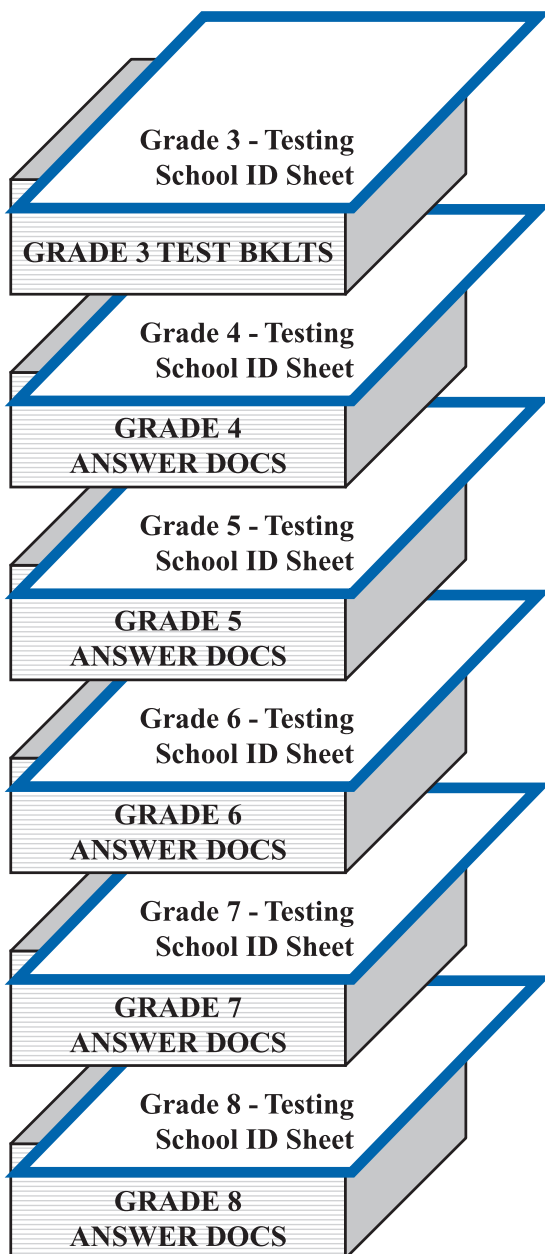 Grade 3 - Testing
School ID Sheet
GRADE 3 TEST BKLTS
Grade 4 - Testing
School ID Sheet
GRADE 4
ANSWER DOCS
Grade 5 - Testing
School ID Sheet
GRADE 5
ANSWER DOCS
Grade 6 - Testing
School ID Sheet
GRADE 6
ANSWER DOCS
Grade 7 - Testing
School ID Sheet
GRADE 7
ANSWER DOCS
Grade 8 - Testing
School ID Sheet
GRADE 8
ANSWER DOCS